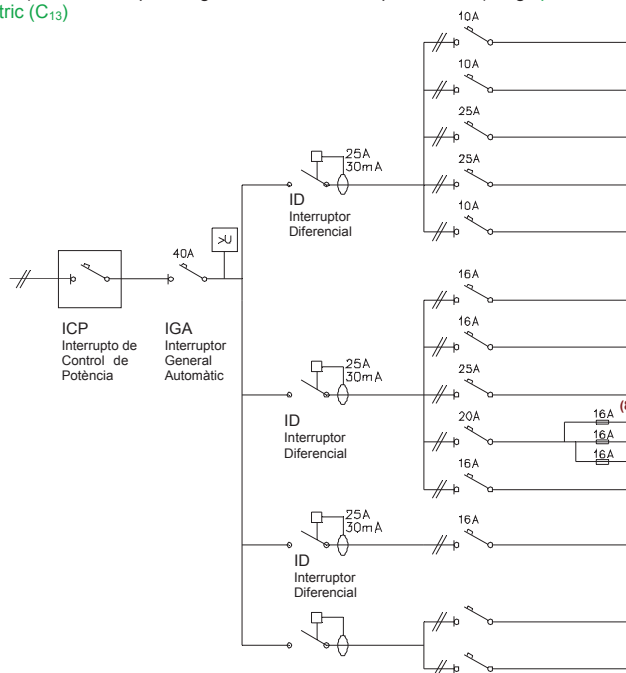 tric (C₁₃)
10A
10A
25A
25A
10A
25A
30mA
ID
Interruptor
Diferencial
40A
ICP
Interrupto de
Control de
Potència
IGA
Interruptor
General
Automàtic
16A
16A
25A
20A
16A
16A
16A
16A
25A
30mA
ID
Interruptor
Diferencial
25A
30mA
16A
ID
Interruptor
Diferencial